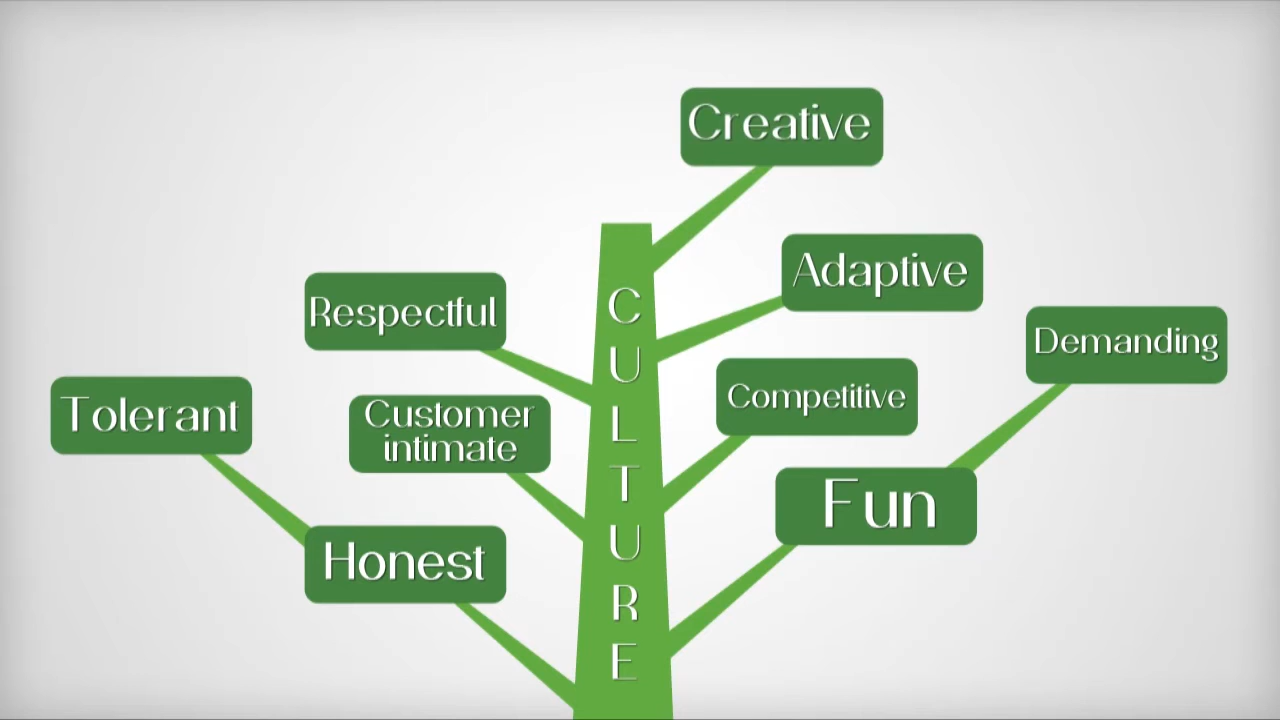 Creative
Adaptive
Respectful
Demanding
Tolerant
Customer
intimate
Competitive
Fun
Honest
CULTURE